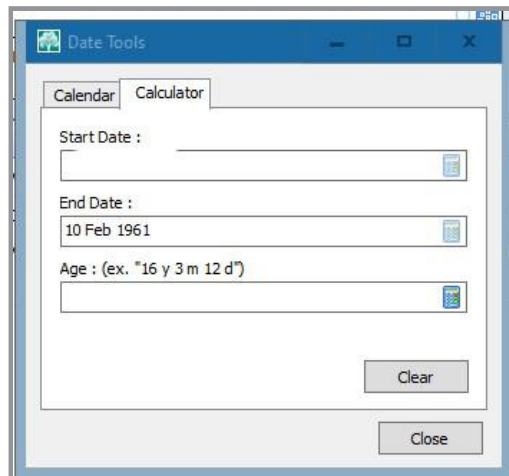 Date Tools
Calendar Calculator
Start Date :
End Date :
10 Feb 1961
Age : (ex. "16 y 3 m 12 d")
Clear
Close